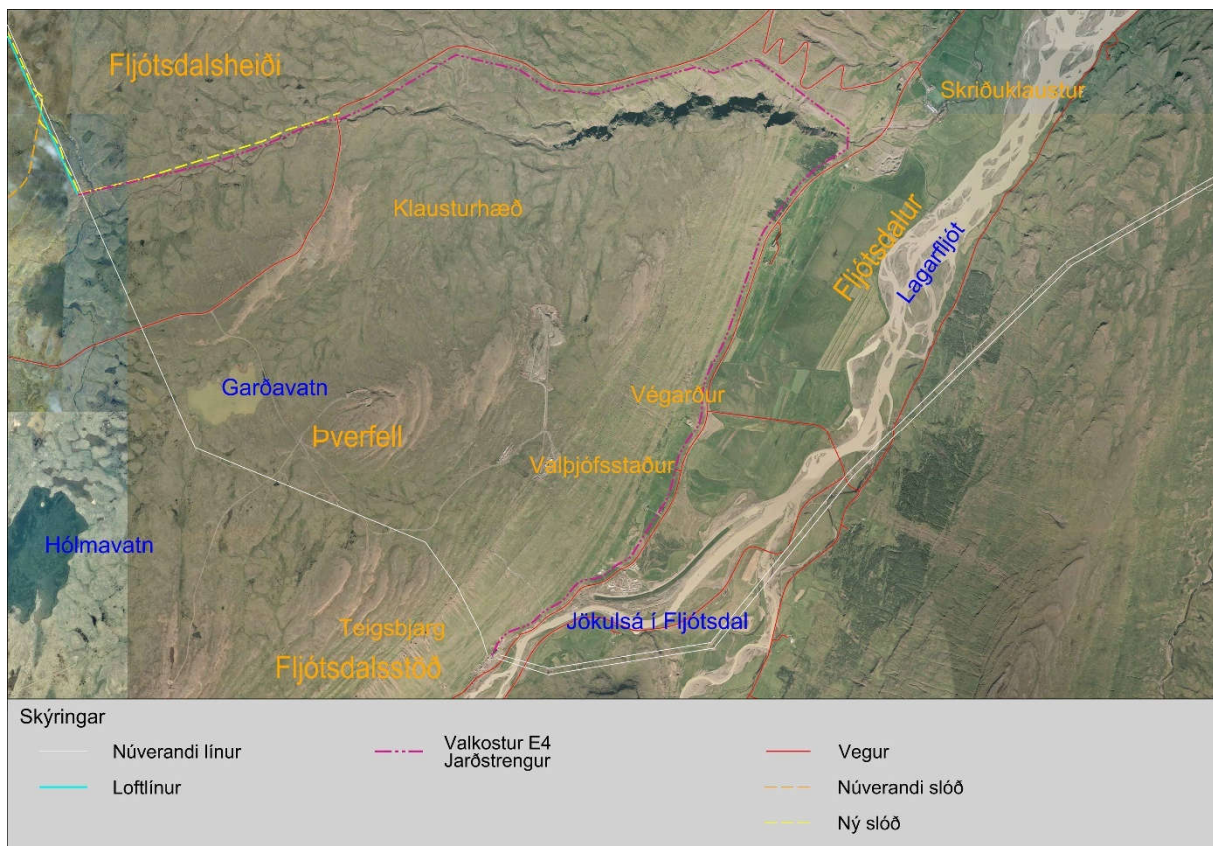 Fljótsdalsheiði
Skriðuklaustur
Klausturhæð
Fljótsdalur
Lagarfljót
Garðavatn
Végarður
Þverfell
Valþjófsstaður
Hólmavatn
Teigsbjarg
Jökulsá í Fljótsdal
Fljótsdalsstöð
Skýringar
Núverandi línur
Loftlínur
Valkostur E4
Jarðstrengur
Vegur
Núverandi slóð
Ný slóð